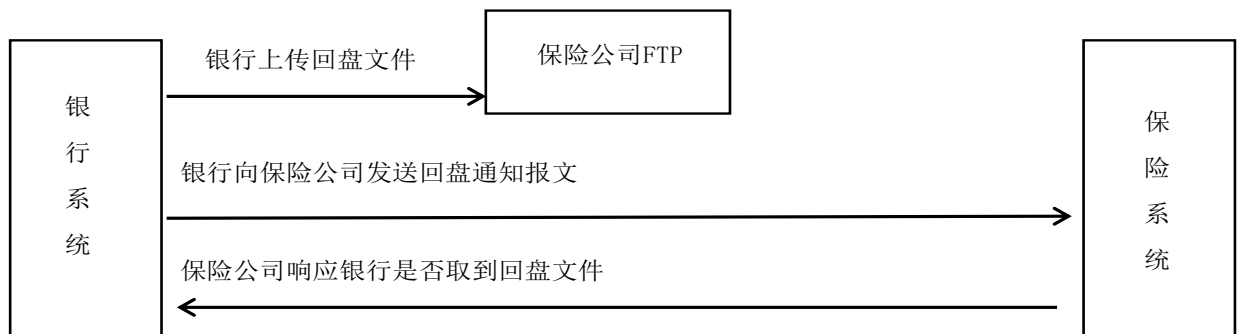 银行上传回盘文件
保险公司FTP
银行系统
保险系统
银行向保险公司发送回盘通知报文
保险公司响应银行是否取到回盘文件